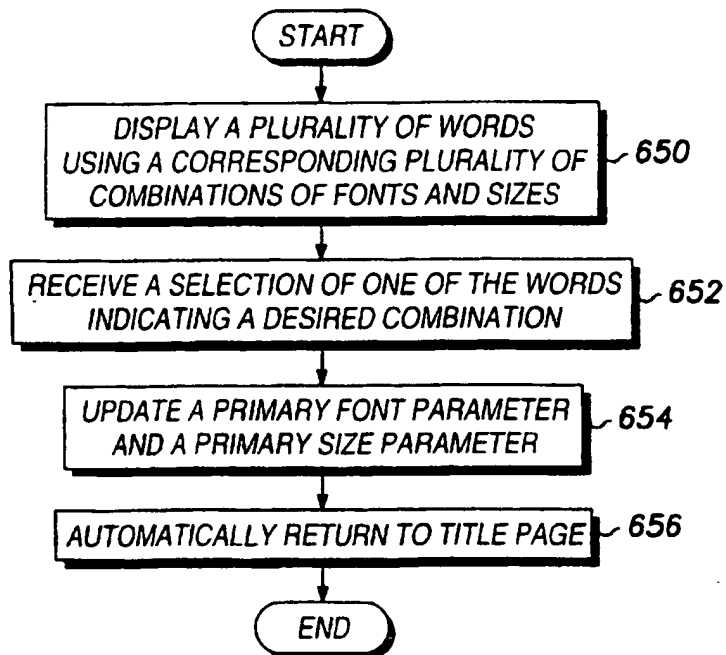 START
DISPLAY A PLURALITY OF WORDS
USING A CORRESPONDING PLURALITY OF
COMBINATIONS OF FONTS AND SIZES
650
RECEIVE A SELECTION OF ONE OF THE WORDS
INDICATING A DESIRED COMBINATION
652
UPDATE A PRIMARY FONT PARAMETER
AND A PRIMARY SIZE PARAMETER
654
AUTOMATICALLY RETURN TO TITLE PAGE
656
END